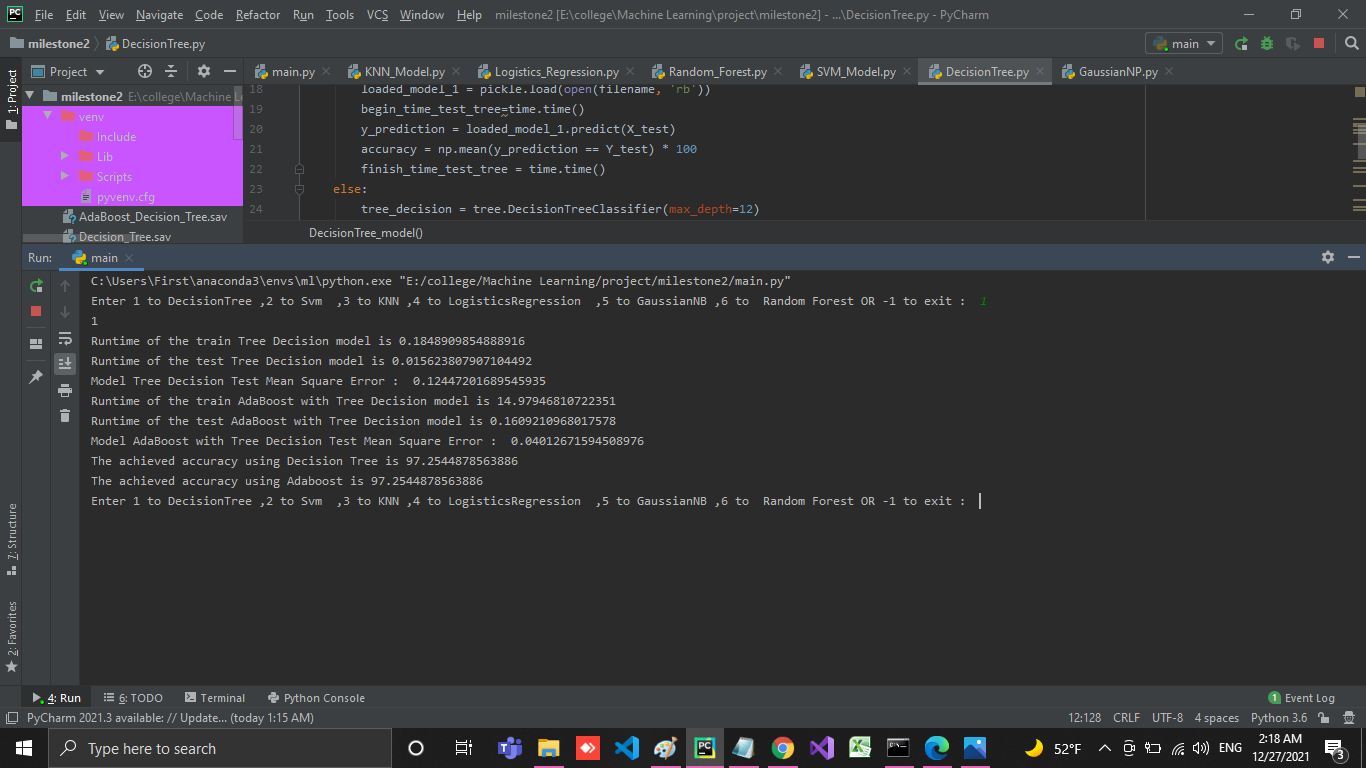 File Edit View Navigate Code Refactor Run Tools VCS Window Help milestone2 [E:\college\Machine Learning\project\milestone2] - ...\DecisionTree.py - PyCharm
milestone2 DecisionTree.py main
1: Project
Project main.py KNN_Model.py Logistics_Regression.py Random_Forest.py SVM_Model.py DecisionTree.py GaussianNP.py
milestone2 E:\college\Machine L
venv
Include
Lib
Scripts
pyvenv.cfg
AdaBoost_Decision_Tree.sav
Decision_Tree.sav
18 loaded_model_1 = pickle.load(open(filename, 'rb'))
19 begin_time_test_tree=time.time()
20 y_prediction = loaded_model_1.predict(X_test)
21 accuracy = np.mean(y_prediction == Y_test) * 100
22 finish_time_test_tree = time.time()
23 else:
24 tree_decision = tree.DecisionTreeClassifier(max_depth=12)
DecisionTree_model()
Run: main
C:\Users\First\anaconda3\envs\ml\python.exe "E:/college/Machine Learning/project/milestone2/main.py"
Enter 1 to DecisionTree ,2 to Svm  ,3 to KNN ,4 to LogisticsRegression  ,5 to GaussianNB ,6 to  Random Forest OR -1 to exit :  1
1
Runtime of the train Tree Decision model is 0.1848909854888916
Runtime of the test Tree Decision model is 0.015623807907104492
Model Tree Decision Test Mean Square Error :  0.12447201689545935
Runtime of the train AdaBoost with Tree Decision model is 14.97946810722351
Runtime of the test AdaBoost with Tree Decision model is 0.1609210968017578
Model AdaBoost with Tree Decision Test Mean Square Error :  0.04012671594508976
The achieved accuracy using Decision Tree is 97.2544878563886
The achieved accuracy using Adaboost is 97.2544878563886
Enter 1 to DecisionTree ,2 to Svm  ,3 to KNN ,4 to LogisticsRegression  ,5 to GaussianNB ,6 to  Random Forest OR -1 to exit :
7: Structure
2: Favorites
4: Run 6: TODO Terminal Python Console 1 Event Log
PyCharm 2021.3 available: // Update... (today 1:15 AM) 12:128 CRLF UTF-8 4 spaces Python 3.6
Type here to search 52°F ENG 2:18 AM
12/27/2021 3